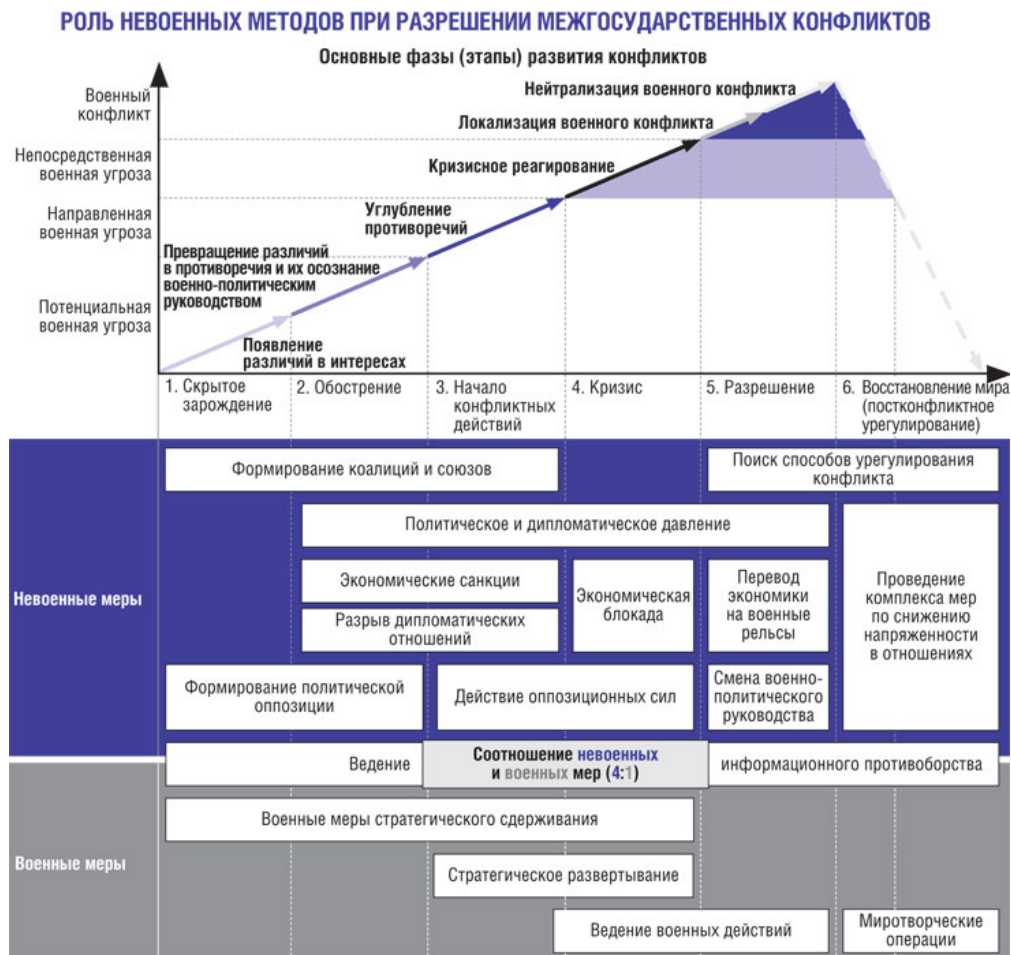 РОЛЬ НЕВОЕННЫХ МЕТОДОВ ПРИ РАЗРЕШЕНИИ МЕЖГОСУДАРСТВЕННЫХ КОНФЛИКТОВ
Основные фазы (этапы) развития конфликтов
Военный
конфликт
Непосредственная
военная угроза
Направленная
военная угроза
Потенциальная
военная угроза
Нейтрализация военного конфликта
Локализация военного конфликта
Кризисное реагирование
Углубление
противоречий
Превращение различий
в противоречия и их осознание
военно-политическим
руководством
Появление
различий в интересах
1. Скрытое
зарождение
2. Обострение
3. Начало
конфликтных
действий
4. Кризис
5. Разрешение
6. Восстановление мира
(постконфликтное
урегулирование)
Невоенные меры
Формирование коалиций и союзов
Поиск способов урегулирования
конфликта
Политическое и дипломатическое давление
Экономические санкции
Разрыв дипломатических
отношений
Экономическая
блокада
Перевод
экономики
на военные
рельсы
Проведение
комплекса мер
по снижению
напряженности
в отношениях
Формирование политической
оппозиции
Действие оппозиционных сил
Смена военно-
политического
руководства
Ведение
Соотношение невоенных
и военных мер (4:1)
информационного противоборства
Военные меры
Военные меры стратегического сдерживания
Стратегическое развертывание
Ведение военных действий
Миротворческие
операции